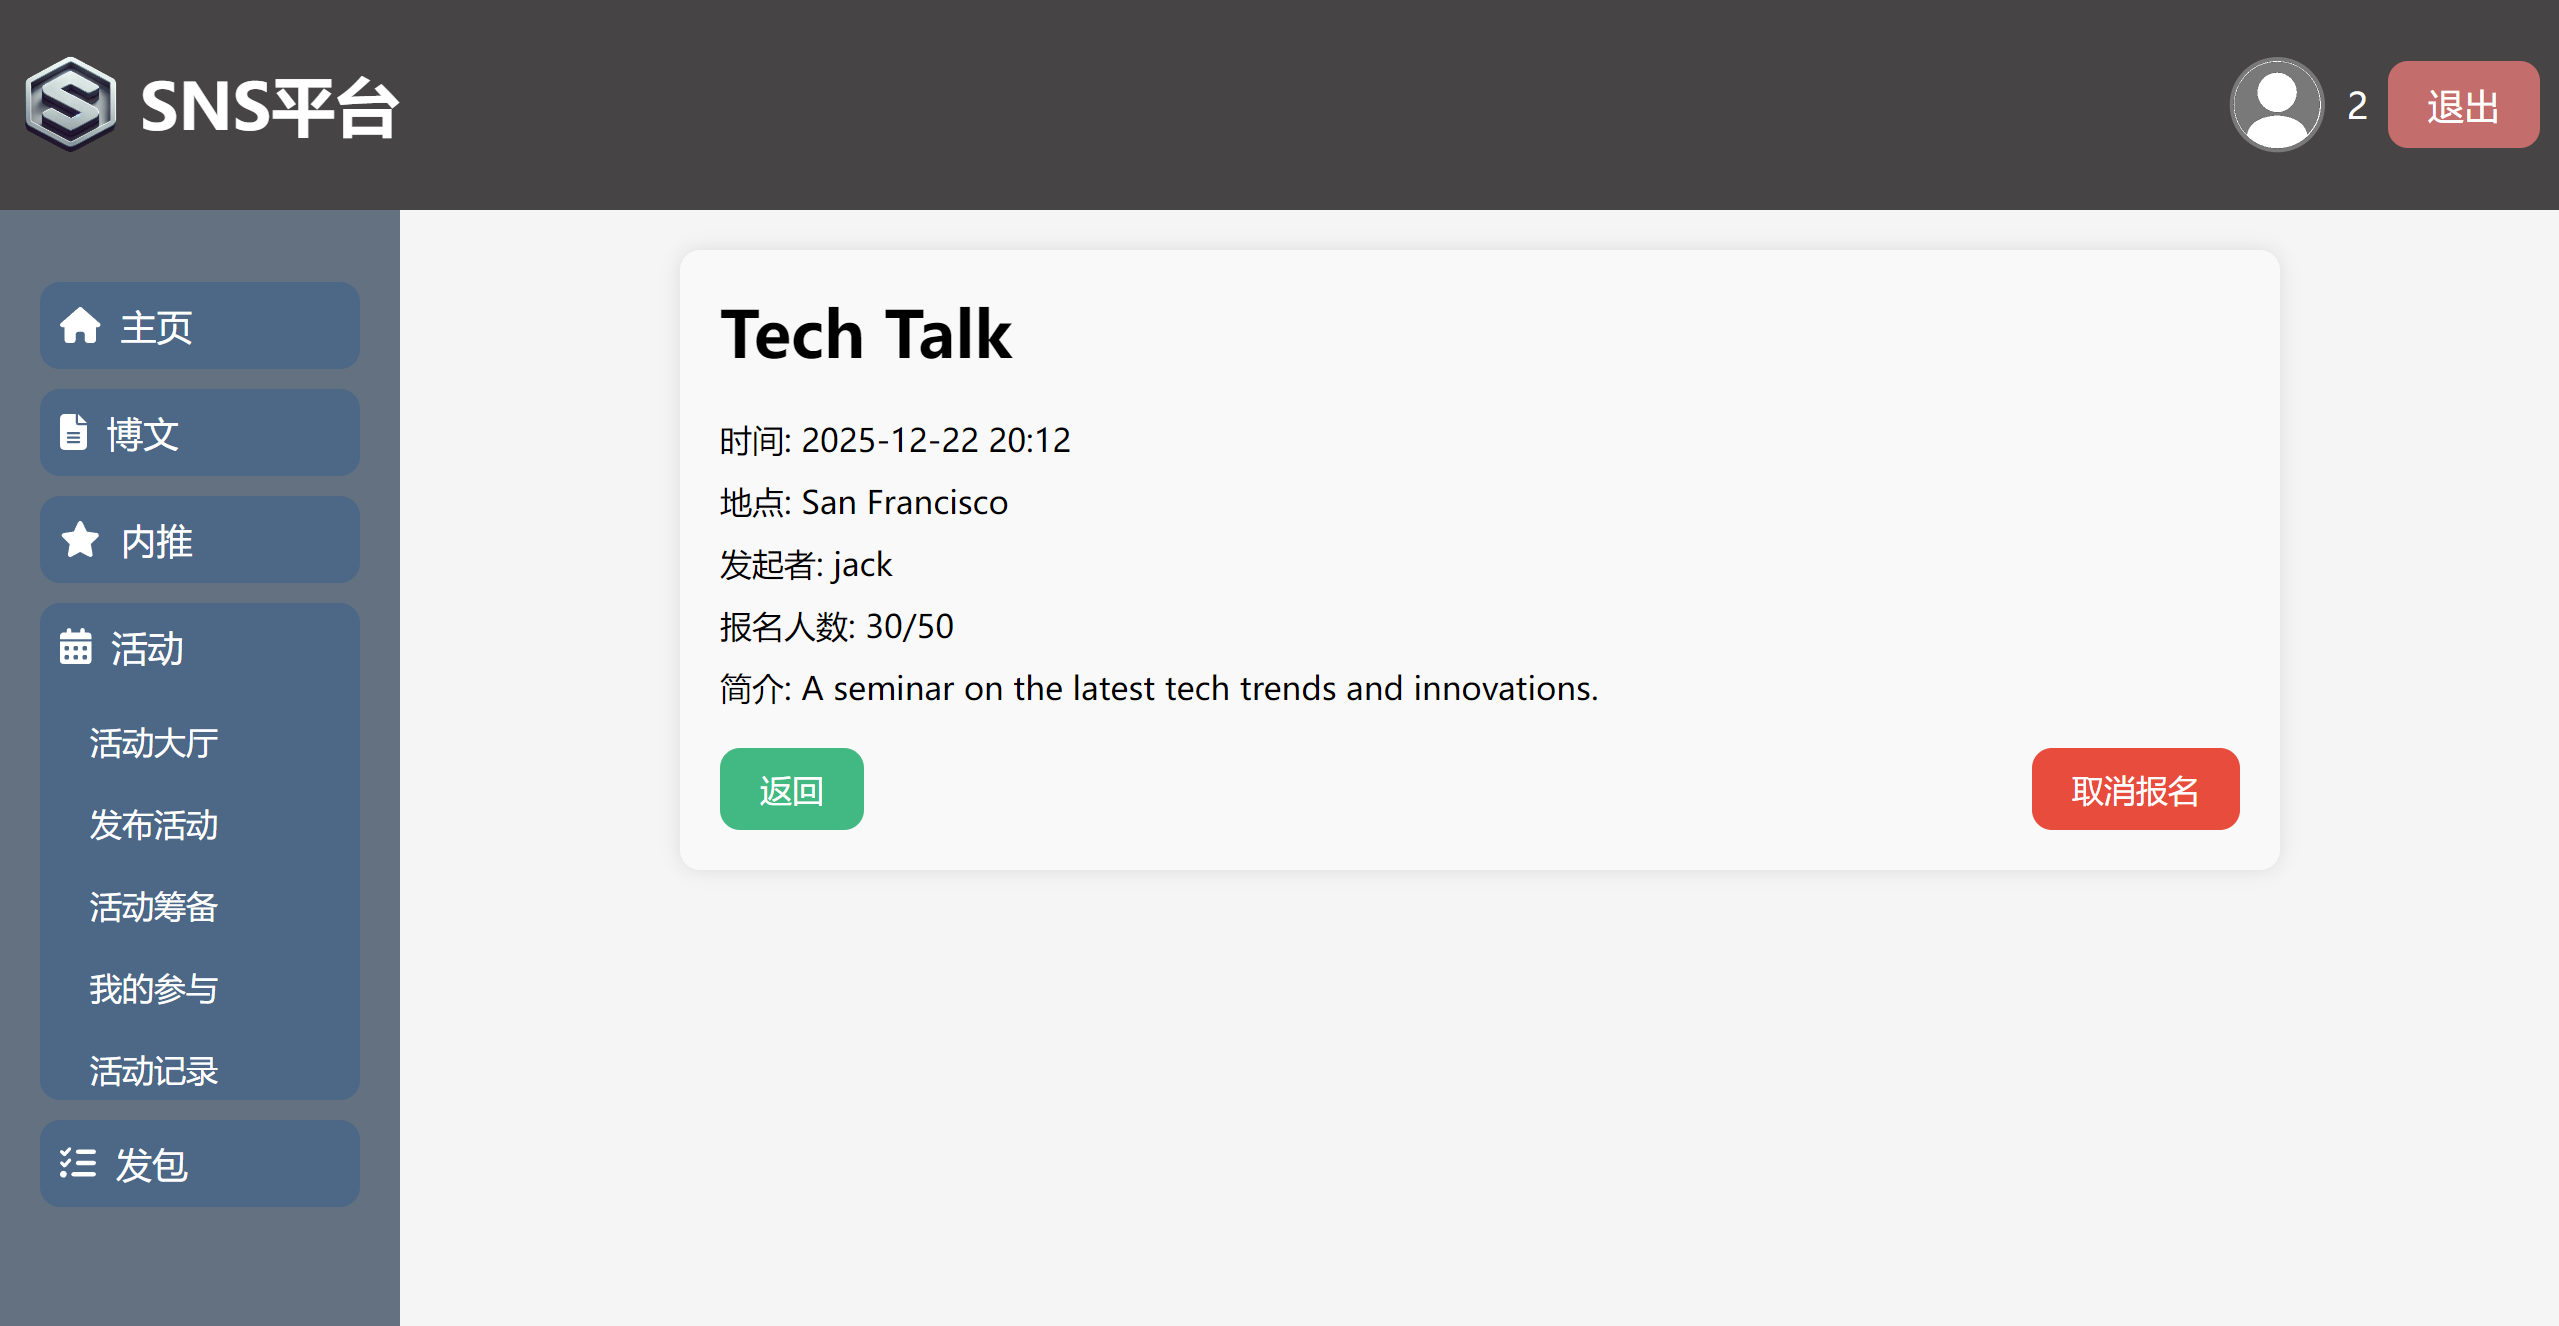 SNS平台
2
退出
主页
博文
内推
活动
活动大厅
发布活动
活动筹备
我的参与
活动记录
发包
Tech Talk
时间: 2025-12-22 20:12
地点: San Francisco
发起者: jack
报名人数: 30/50
简介: A seminar on the latest tech trends and innovations.
返回
取消报名